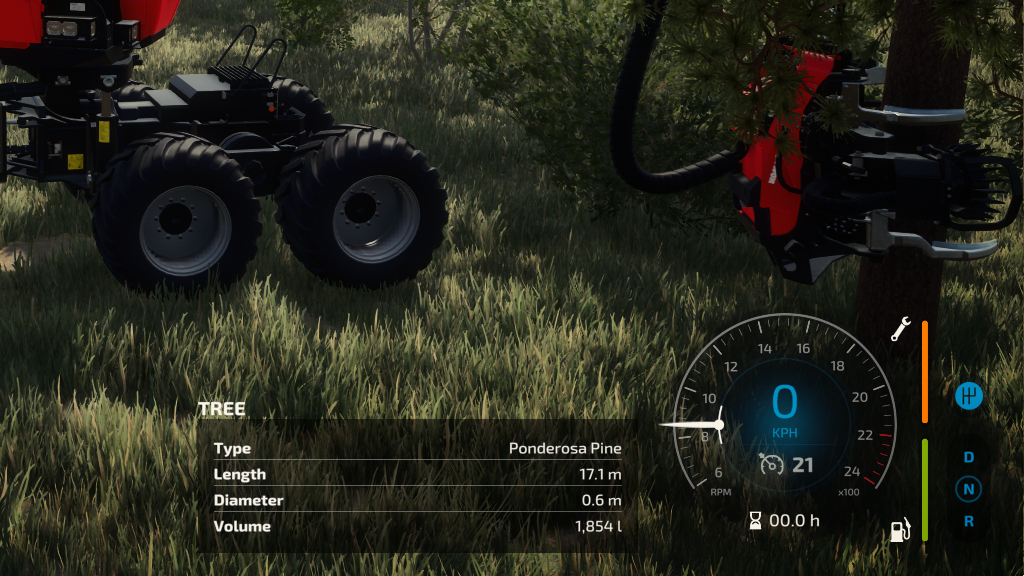 14 16
12 18
10 20
8 22
6 24
RPM x100
0
KPH
21
00.0 h
D
N
R
TREE
Type Ponderosa Pine
Length 17.1 m
Diameter 0.6 m
Volume 1,854 l